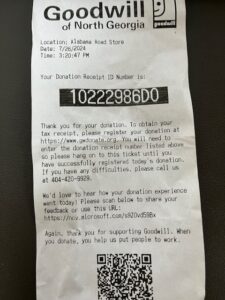 Goodwill
of North Georgia
goodwill
Location: Alabama Road Store
Date: 7/26/2024
Time: 3:20:47 PM
Your Donation Receipt ID Number is:
10222986D0
Thank you for your donation. To obtain your
tax receipt, please register your donation at
https://www.gwdonate.org. You will need to
enter the donation receipt number listed above
so please hang on to this ticket until you
have successfully registered today's donation.
If you have any difficulties, please call us
at 404-420-9929.
We'd love to hear how your donation experience
went today! Please scan below to share your
feedback or use this URL:
Again, thank you for supporting Goodwill. When
you donate, you help us put people to work.